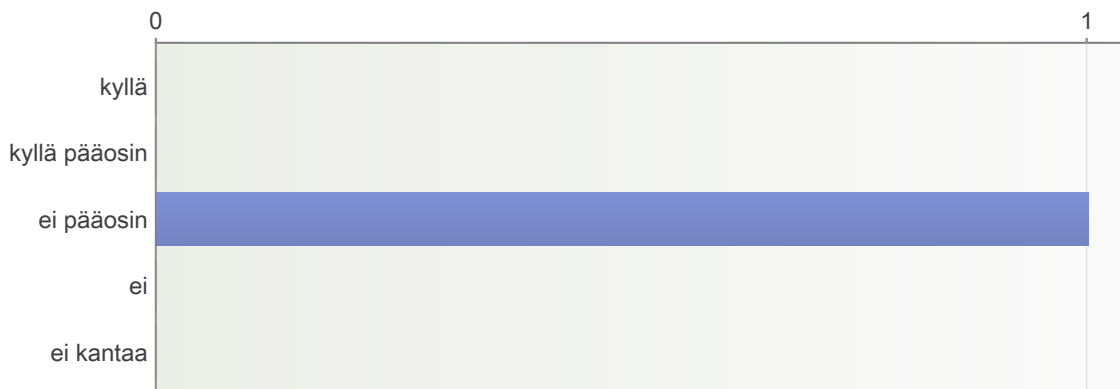 0 1
kyllä
kyllä pääosin
ei pääosin
ei
ei kantaa